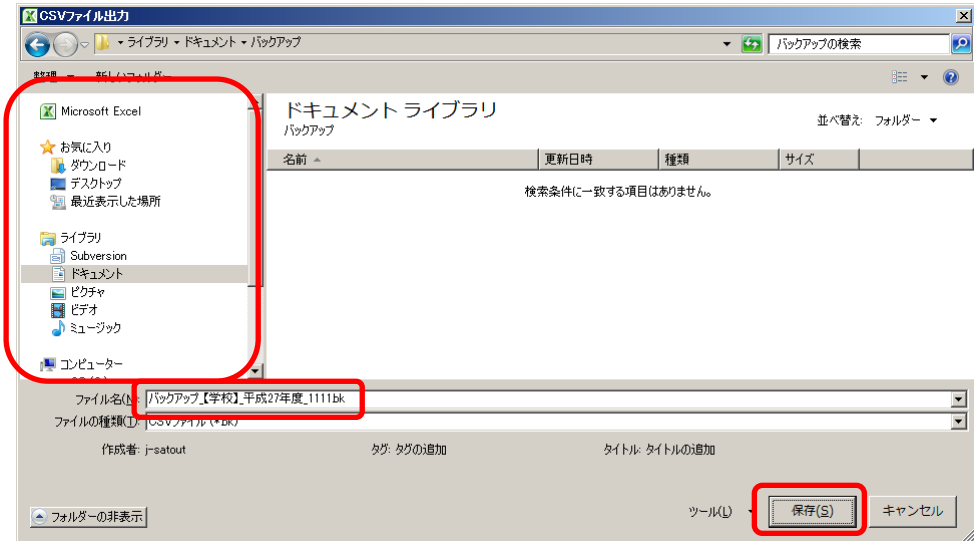 CSVファイル出力
ライブラリ ▾ ドキュメント ▾ バックアップ
バックアップの検索
整理 新しいフォルダー
Microsoft Excel
お気に入り
ダウンロード
デスクトップ
最近表示した場所
ライブラリ
Subversion
ドキュメント
ピクチャ
ビデオ
ミュージック
コンピューター
ドキュメント ライブラリ
バックアップ
並べ替え: フォルダー ▼
名前 更新日時 種類 サイズ
検索条件に一致する項目はありません。
ファイル名(N): バックアップ_【学校】_平成27年度_1111bk
ファイルの種類(T): CSVファイル (*bk)
作成者: j-satout タグ: タグの追加 タイトル: タイトルの追加
フォルダーの非表示 ツール(L) 保存(S) キャンセル